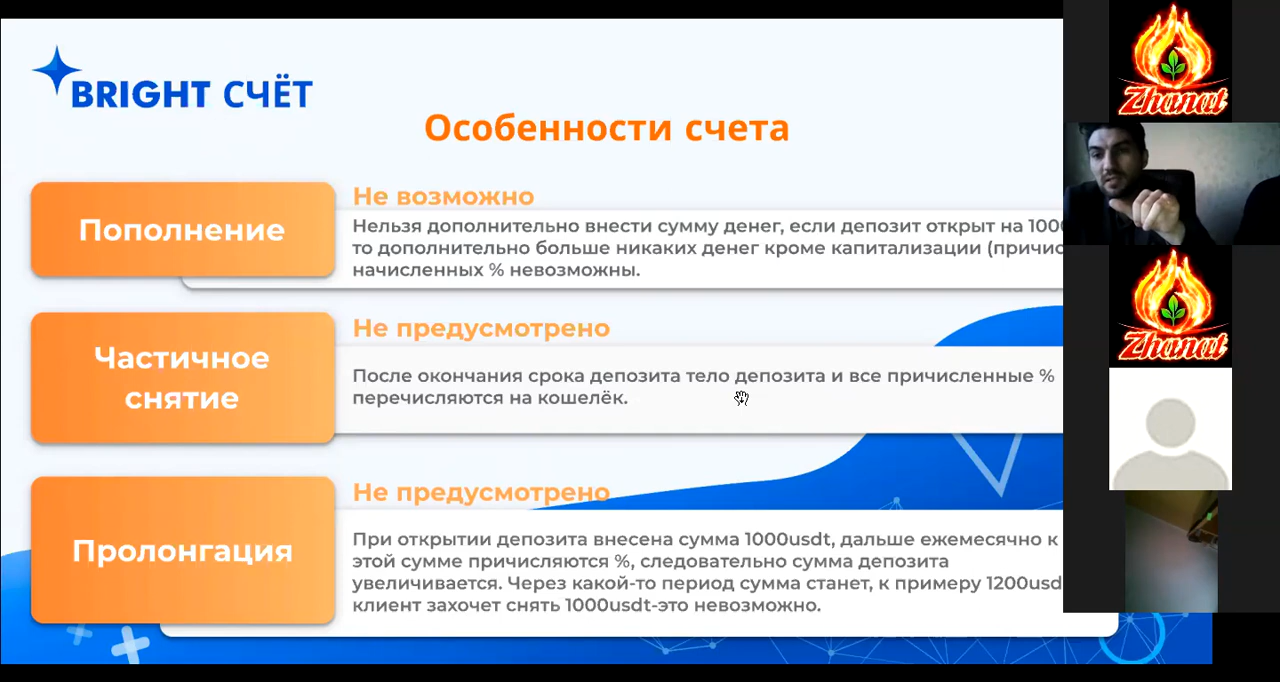 BRIGHT СЧЁТ
Особенности счета
Пополнение
Не возможно
Нельзя дополнительно внести сумму денег, если депозит открыт на
то дополнительно больше никаких денег кроме капитализации
начисленных % невозможны.
Частичное
снятие
Не предусмотрено
После окончания срока депозита тело депозита и все причисленные %
перечисляются на кошелёк.
Пролонгация
Не предусмотрено
При открытии депозита внесена сумма 1000usdt, дальше ежемесячно к
этой сумме причисляются %, следовательно сумма депозита
увеличивается. Через какой-то период сумма станет, к примеру
клиент захочет снять 1000usdt-это невозможно.
Zhanat
Zhanat